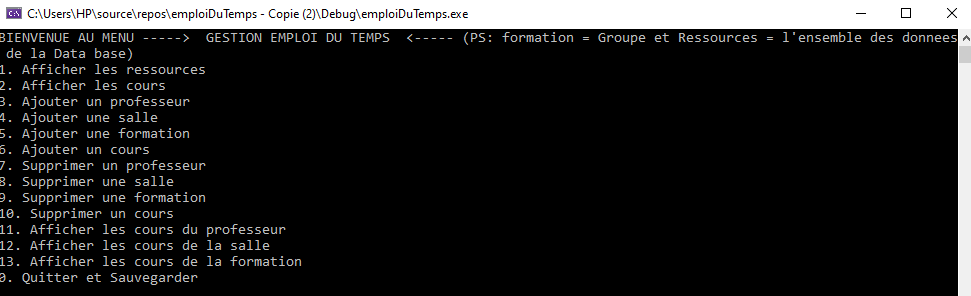 C:\Users\HP\source\repos\emploiDuTemps - Copie (2)\Debug\emploiDuTemps.exe
BIENVENUE AU MENU -----> GESTION EMPLOI DU TEMPS <----- (PS: formation = Groupe et Ressources = l'ensemble des donnees
de la Data base)
1. Afficher les ressources
2. Afficher les cours
3. Ajouter un professeur
4. Ajouter une salle
5. Ajouter une formation
6. Ajouter un cours
7. Supprimer un professeur
8. Supprimer une salle
9. Supprimer une formation
10. Supprimer un cours
11. Afficher les cours du professeur
12. Afficher les cours de la salle
13. Afficher les cours de la formation
0. Quitter et Sauvegarder